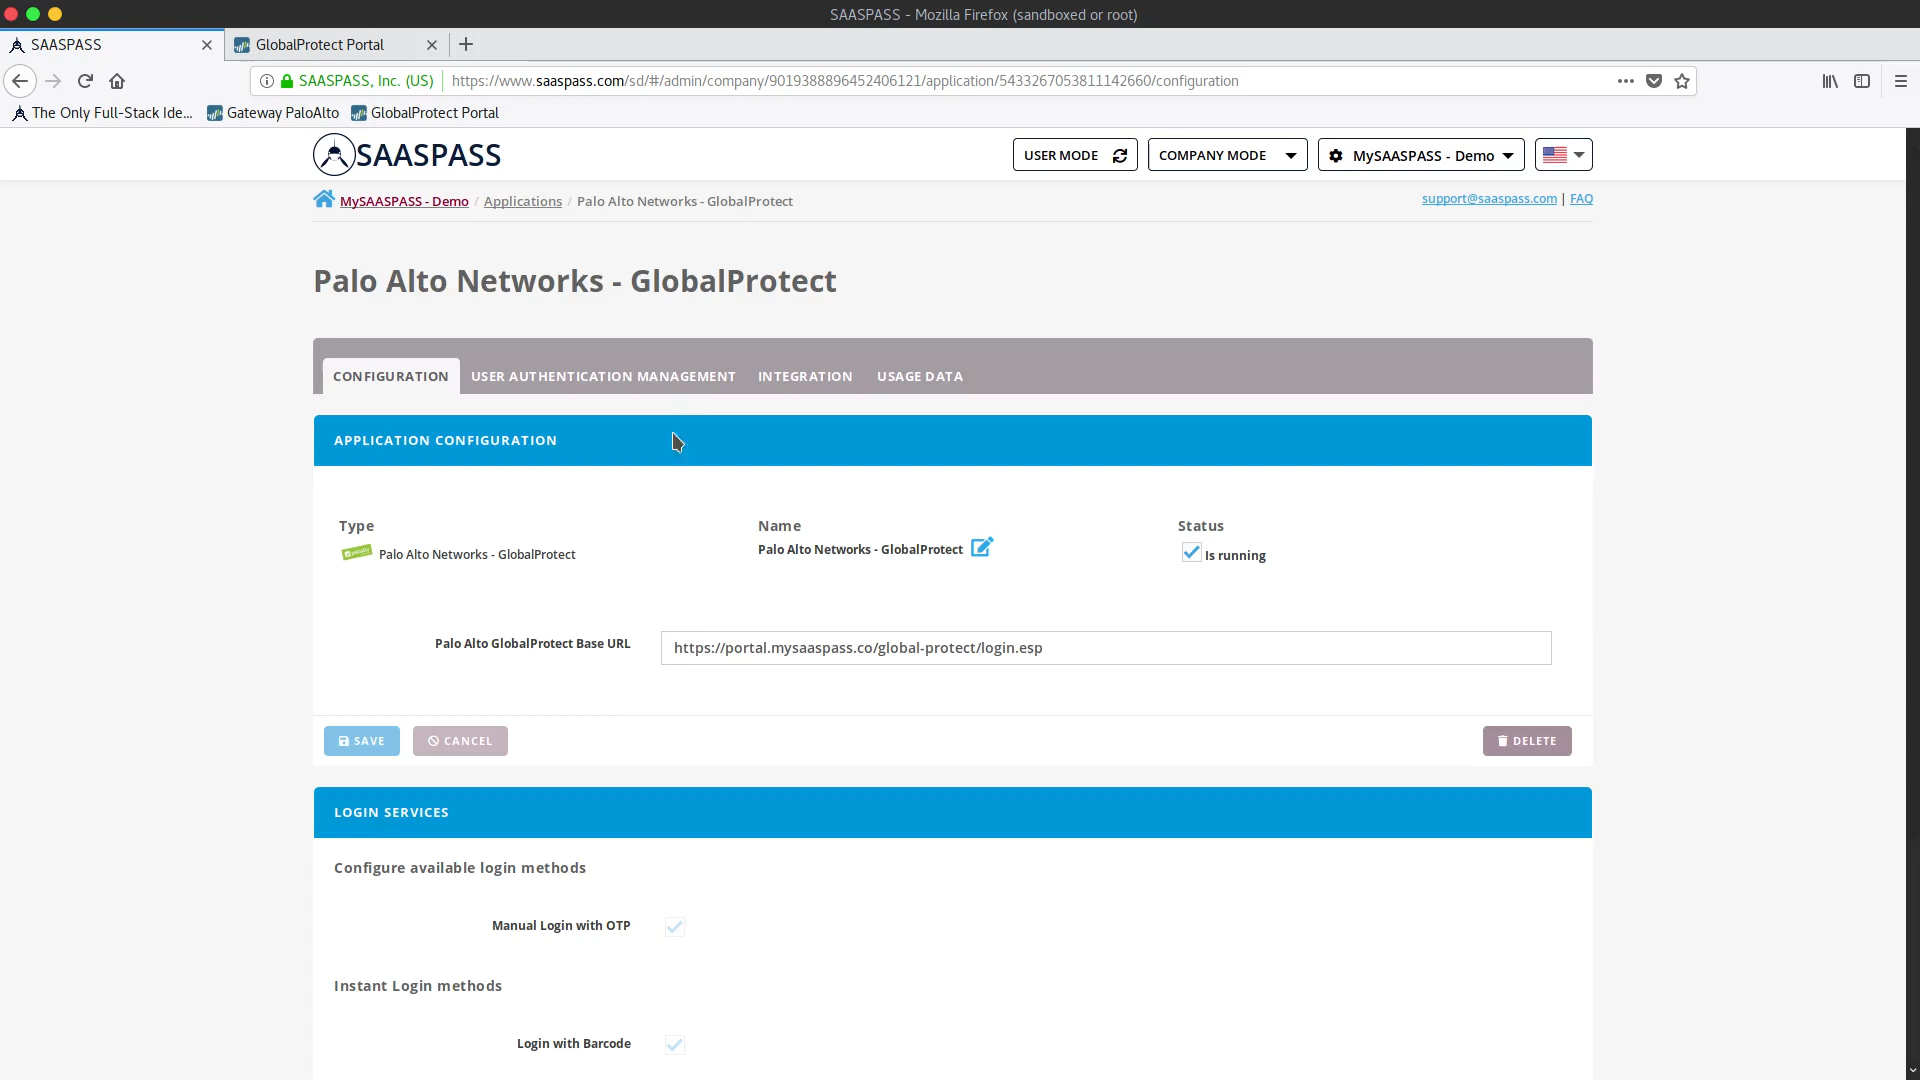 SAASPASS - Mozilla Firefox (sandboxed or root)
SAASPASS
GlobalProtect Portal
SAASPASS, Inc. (US)
https://www.saaspass.com/sd/#/admin/company/9019388896452406121/application/5433267053811142660/configuration
The Only Full-Stack Ide...
Gateway PaloAlto
GlobalProtect Portal
SAASPASS
USER MODE
COMPANY MODE
MySAASPASS - Demo
MySAASPASS - Demo / Applications / Palo Alto Networks - GlobalProtect
support@saaspass.com | FAQ
Palo Alto Networks - GlobalProtect
CONFIGURATION
USER AUTHENTICATION MANAGEMENT
INTEGRATION
USAGE DATA
APPLICATION CONFIGURATION
Type
Name
Status
Palo Alto Networks - GlobalProtect
Palo Alto Networks - GlobalProtect
Is running
Palo Alto GlobalProtect Base URL
https://portal.mysaaspass.co/global-protect/login.esp
SAVE
CANCEL
DELETE
LOGIN SERVICES
Configure available login methods
Manual Login with OTP
Instant Login methods
Login with Barcode